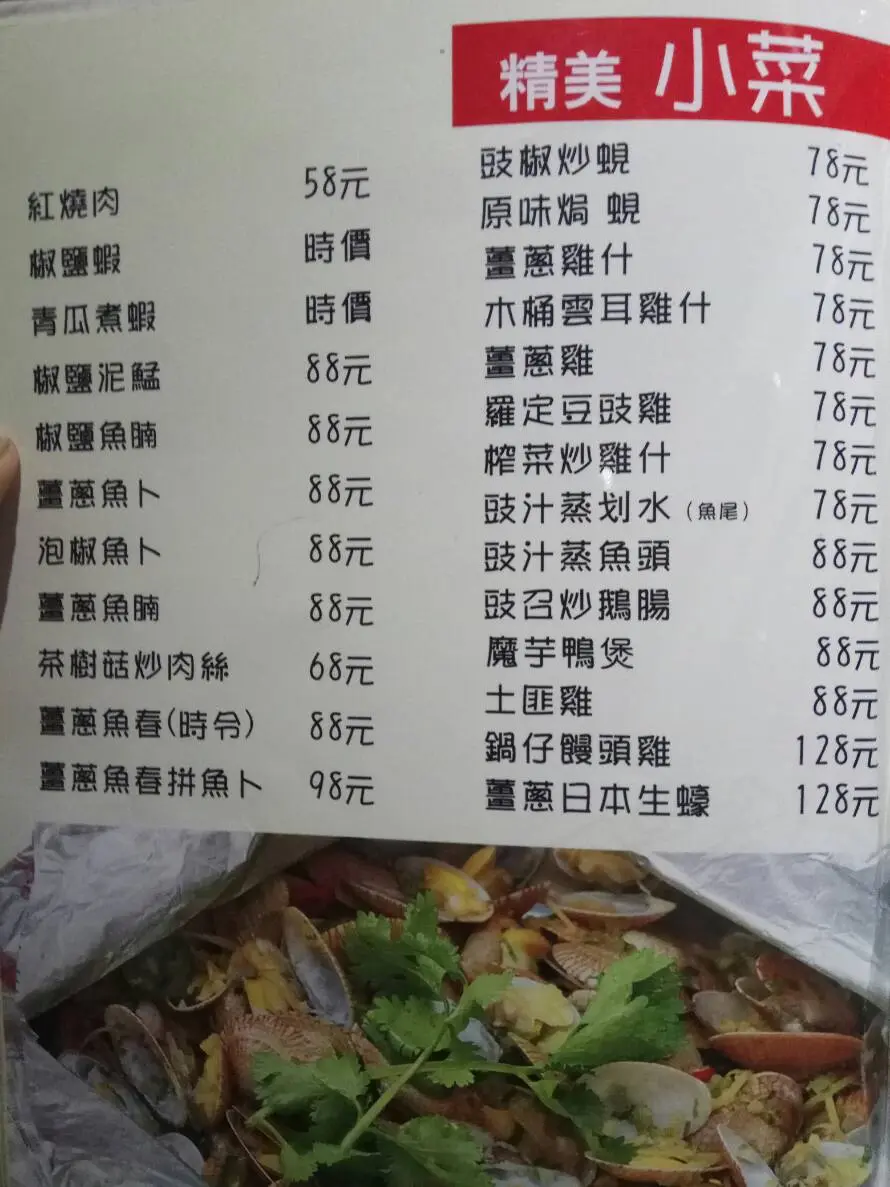 精美 小菜
紅燒肉 58元
椒鹽蝦 時價
青瓜煮蝦 時價
椒鹽泥鯭 88元
椒鹽魚腩 88元
薑蔥魚卜 88元
泡椒魚卜 88元
薑蔥魚腩 88元
茶樹菇炒肉絲 68元
薑蔥魚春(時令) 88元
薑蔥魚春拼魚卜 98元
豉椒炒蜆 78元
原味焗 蜆 78元
薑蔥雞什 78元
木桶雲耳雞什 78元
薑蔥雞 78元
羅定豆豉雞 78元
榨菜炒雞什 78元
豉汁蒸划水（魚尾） 78元
豉汁蒸魚頭 88元
豉召炒鵝腸 88元
魔芋鴨煲 88元
土匪雞 88元
鍋仔饅頭雞 128元
薑蔥日本生蠔 128元